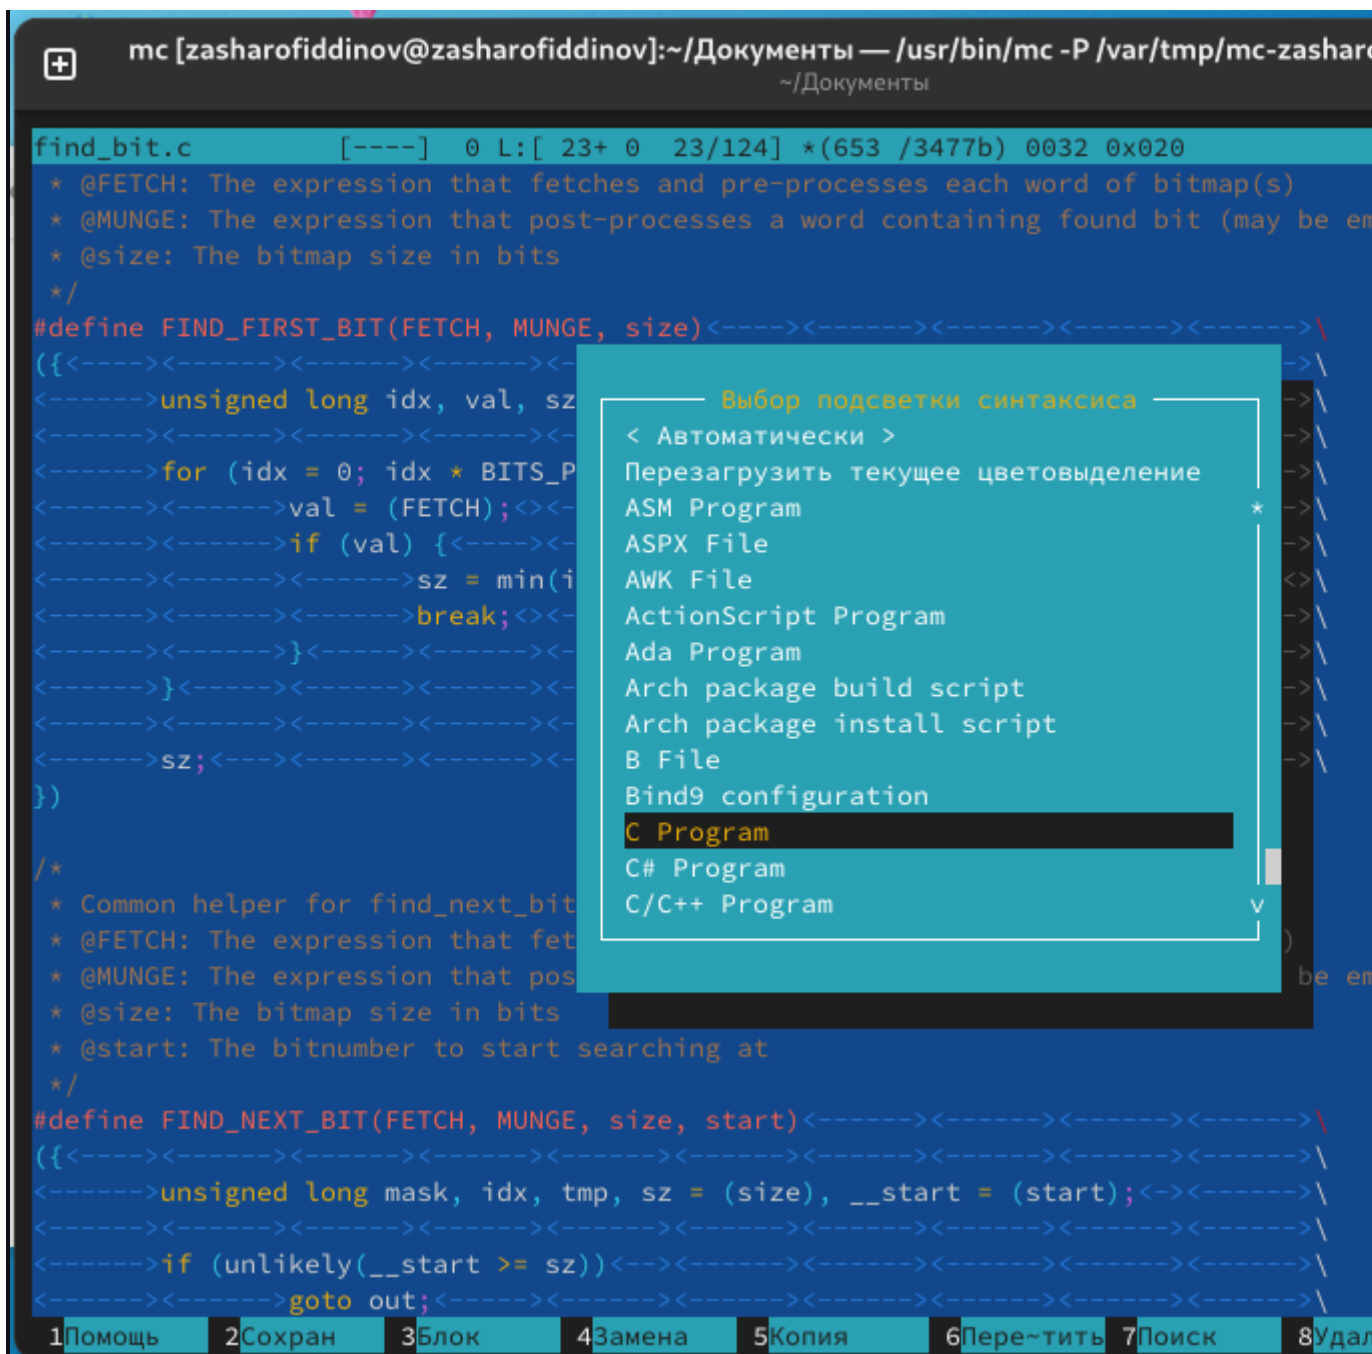 mc [zasharofiddinov@zasharofiddinov]:~/Документы — /usr/bin/mc -P /var/tmp/mc-zasharo
~/Документы
find_bit.c [----] 0 L:[ 23+ 0 23/124] *(653 /3477b) 0032 0x020
* @FETCH: The expression that fetches and pre-processes each word of bitmap(s)
* @MUNGE: The expression that post-processes a word containing found bit (may be em
* @size: The bitmap size in bits
*/
#define FIND_FIRST_BIT(FETCH, MUNGE, size)<----><------><------><------><------>\
({<----><------><------><------><- ->\
<------>unsigned long idx, val, sz ->\
<------><------><------><------><- ->\
<------>for (idx = 0; idx * BITS_P ->\
<------><------>val = (FETCH);<><- ->\
<------><------>if (val) {<----><- ->\
<------><------><------>sz = min(i <>\
<------><------><------>break;<><- ->\
<------><------>}<-----><------><- ->\
<------>}<-----><------><------><- ->\
<------><------><------><------><- ->\
<------>sz;<---><------><------><- ->\
})
/*
* Common helper for find_next_bit
* @FETCH: The expression that fet )
* @MUNGE: The expression that pos be em
* @size: The bitmap size in bits
* @start: The bitnumber to start searching at
*/
#define FIND_NEXT_BIT(FETCH, MUNGE, size, start)<------><------><------><------>\
({<----><------><------><------><------><------><------><------><------><------>\
<------>unsigned long mask, idx, tmp, sz = (size), __start = (start);<-><------>\
<------><------><------><------><------><------><------><------><------><------>\
<------>if (unlikely(__start >= sz))<--><------><------><------><------><------>\
<------><------>goto out;<-----><------><------><------><------><------><------>\
Выбор подсветки синтаксиса
< Автоматически >
Перезагрузить текущее цветовыделение
ASM Program *
ASPX File
AWK File
ActionScript Program
Ada Program
Arch package build script
Arch package install script
B File
Bind9 configuration
C Program
C# Program
C/C++ Program v
1Помощь 2Сохран 3Блок 4Замена 5Копия 6Пере~тить 7Поиск 8Удал